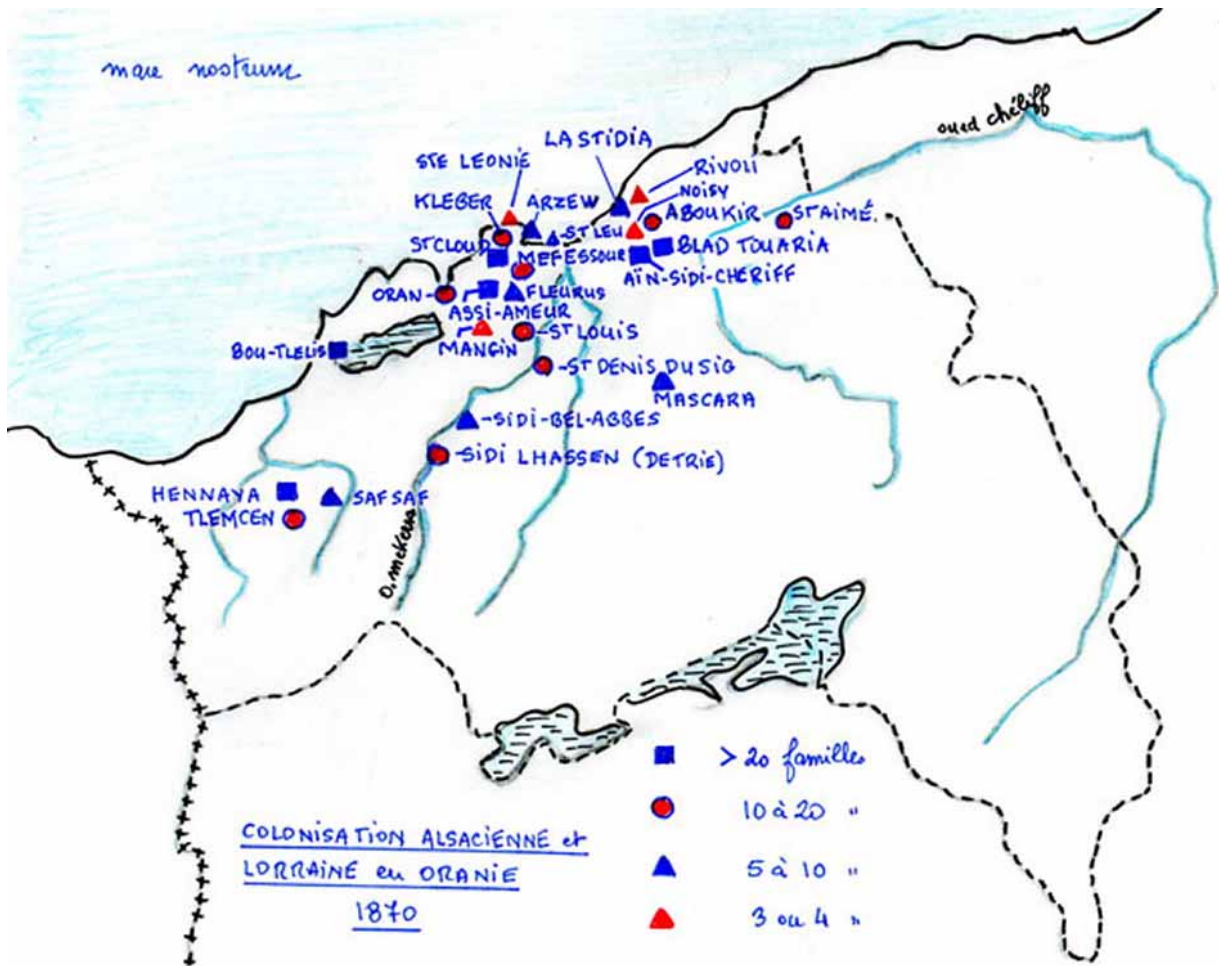 mare nostrum
oued chéliff
LASTIDIA
STE LEONIE
RIVOLI
NOISY
KLEBER
ARZEW
ABOUKIR
ST AIMÉ.
ST CLOUD
ST LEU
MEFESSOUR
BLAD TOUARIA
AÏN-SIDI-CHERIFF
ORAN
FLEURUS
ASSI-AMEUR
ST LOUIS
MANGIN
BOU-TLELIS
ST DENIS DU SIG
MASCARA
SIDI-BEL-ABBES
SIDI LHASSEN (DETRIE)
HENNAYA
SAFSAF
TLEMCEN
O. mekerra
> 20 familles
10 à 20 "
5 à 10 "
3 ou 4 "
COLONISATION ALSACIENNE et
LORRAINE en ORANIE
1870